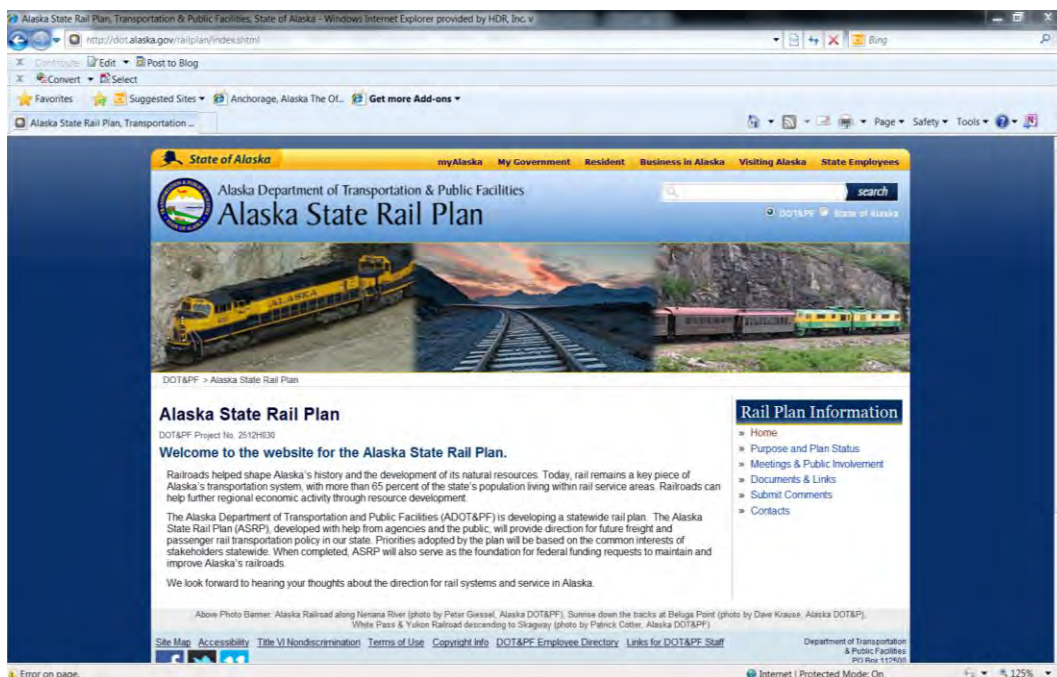 Alaska State Rail Plan, Transportation & Public Facilities, State of Alaska - Windows Internet Explorer provided by HDR, Inc. v
http://dot.alaska.gov/railplan/index.shtml
Bing
X Contribute Edit Post to Blog
X Convert Select
Favorites Suggested Sites Anchorage, Alaska The Of... Get more Add-ons
Alaska State Rail Plan, Transportation ...
Page Safety Tools
State of Alaska
myAlaska My Government Resident Business in Alaska Visiting Alaska State Employees
Alaska Department of Transportation & Public Facilities
Alaska State Rail Plan
search
DOT&PF State of Alaska
ALASKA
DOT&PF > Alaska State Rail Plan
Alaska State Rail Plan
DOT&PF Project No. 2512H030
Welcome to the website for the Alaska State Rail Plan.
Railroads helped shape Alaska's history and the development of its natural resources. Today, rail remains a key piece of
Alaska's transportation system, with more than 65 percent of the state's population living within rail service areas. Railroads can
help further regional economic activity through resource development.
The Alaska Department of Transportation and Public Facilities (ADOT&PF) is developing a statewide rail plan. The Alaska
State Rail Plan (ASRP), developed with help from agencies and the public, will provide direction for future freight and
passenger rail transportation policy in our state. Priorities adopted by the plan will be based on the common interests of
stakeholders statewide. When completed, ASRP will also serve as the foundation for federal funding requests to maintain and
improve Alaska's railroads.
We look forward to hearing your thoughts about the direction for rail systems and service in Alaska.
Rail Plan Information
» Home
» Purpose and Plan Status
» Meetings & Public Involvement
» Documents & Links
» Submit Comments
» Contacts
Above Photo Banner: Alaska Railroad along Nenana River (photo by Peter Giessel, Alaska DOT&PF), Sunrise down the tracks at Beluga Point (photo by Dave Krause, Alaska DOT&P),
White Pass & Yukon Railroad descending to Skagway (photo by Patrick Cotter, Alaska DOT&PF)
Site Map Accessibility Title VI Nondiscrimination Terms of Use Copyright Info DOT&PF Employee Directory Links for DOT&PF Staff
Department of Transportation
& Public Facilities
PO Box 112500
Error on page.
Internet | Protected Mode: On
125%